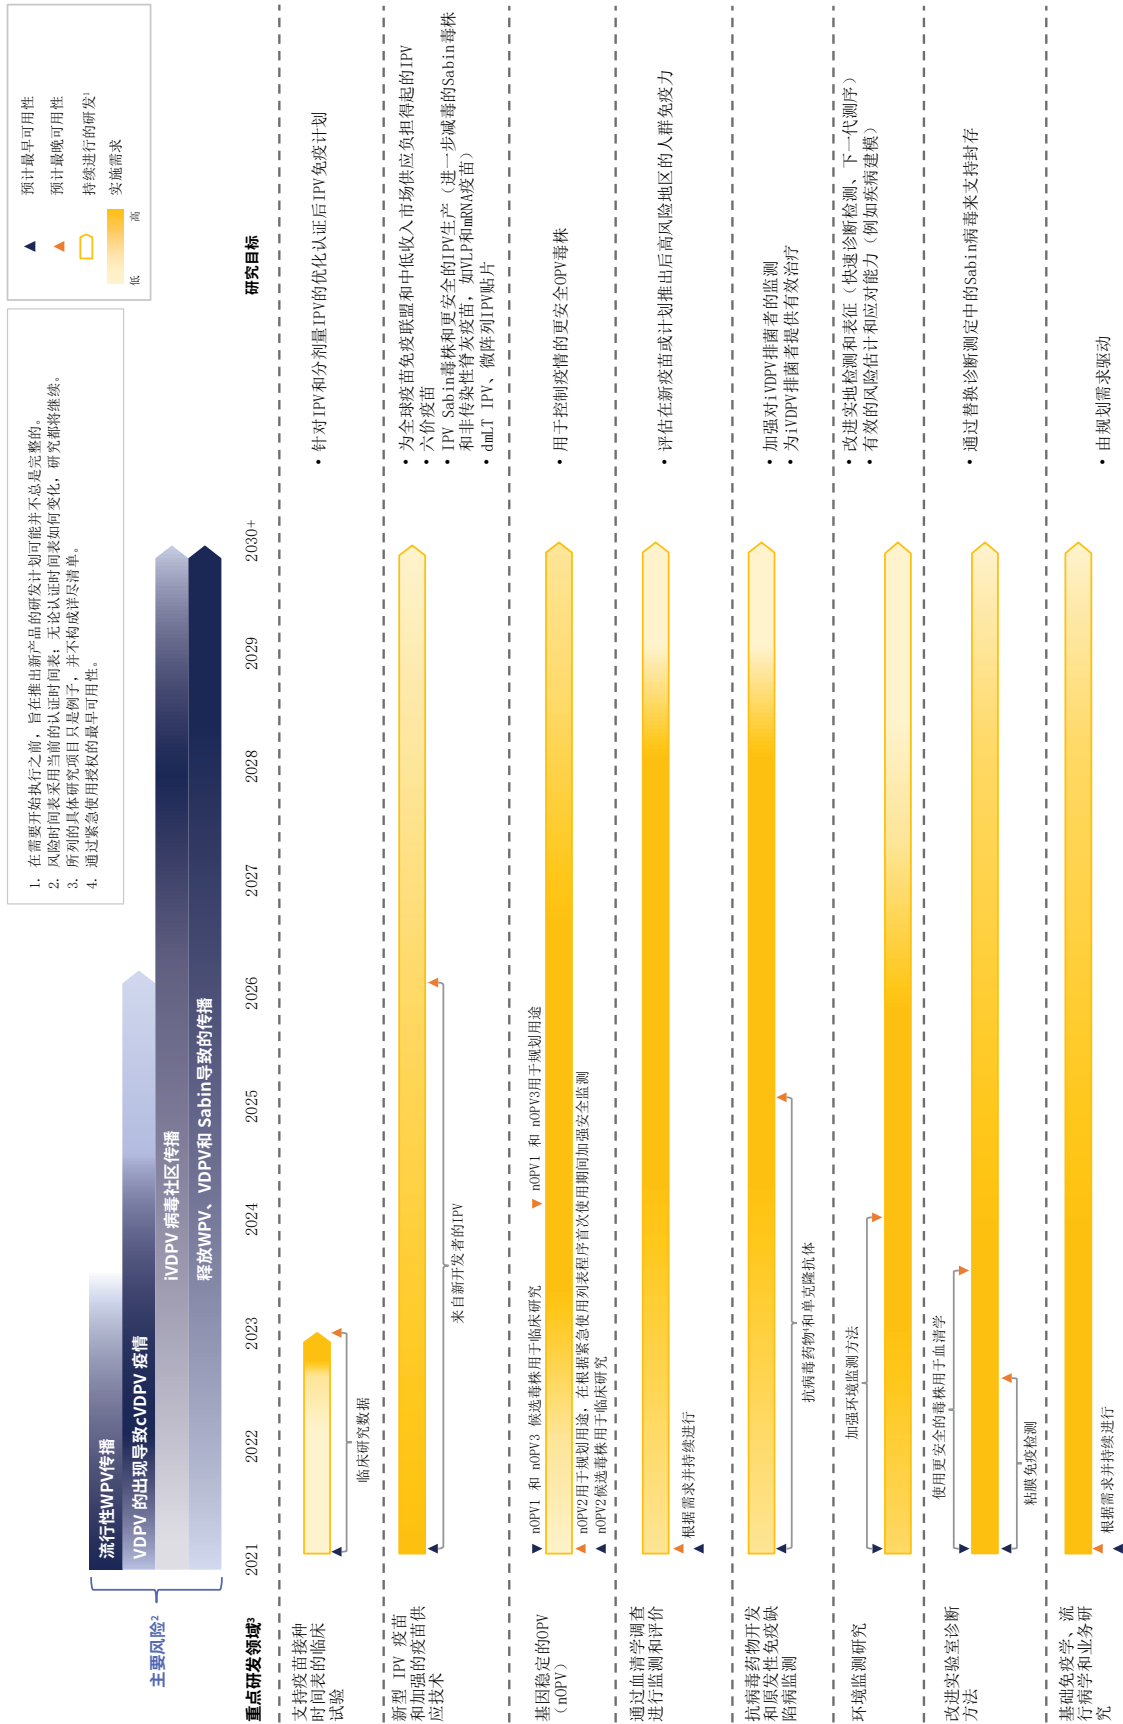 预计最早可用性
预计最晚可用性
持续进行的研发¹
实施需求
低
高
1. 在需要开始执行之前，旨在推出新产品的研发计划可能并不总是完整的。
2. 风险时间表采用当前的认证时间表；无论认证时间表如何变化，研究都将继续。
3. 所列的具体研究项目只是例子，并不构成详尽清单。
4. 通过紧急使用授权的最早可用性。
主要风险²
流行性WPV传播
VDPV 的出现导致cVDPV 疫情
iVDPV 病毒社区传播
释放WPV、VDPV和 Sabin导致的传播
重点研发领域³
2021
2022
2023
2024
2025
2026
2027
2028
2029
2030+
研究目标
支持疫苗接种
时间表的临床
试验
临床研究数据
• 针对IPV和分剂量IPV的优化认证后IPV免疫计划
新型 IPV 疫苗
和加强的疫苗供
应技术
来自新开发者的IPV
• 为全球疫苗免疫联盟和中低收入市场供应负担得起的IPV
六价疫苗
• IPV Sabin毒株和更安全的IPV生产（进一步减毒的Sabin毒株
和非传染性脊灰疫苗，如VLP和mRNA疫苗）
• dmLT IPV、微阵列IPV贴片
基因稳定的OPV
（nOPV）
nOPV1 和 nOPV3 候选毒株用于临床研究
nOPV1 和 nOPV3用于规划用途
nOPV2用于规划用途，在根据紧急使用列表程序首次使用期间加强安全监测
nOPV2候选毒株用于临床研究
• 用于控制疫情的更安全OPV毒株
通过血清学调查
进行监测和评价
根据需求并持续进行
• 评估在新疫苗或计划推出后高风险地区的人群免疫力
抗病毒药物开发
和原发性免疫缺
陷病监测
抗病毒药物⁴和单克隆抗体
• 加强对iVDPV排菌者的监测
• 为iVDPV排菌者提供有效治疗
环境监测研究
加强环境监测方法
• 改进实地检测和表征（快速诊断检测、下一代测序）
• 有效的风险估计和应对能力（例如疾病建模）
改进实验室诊断
方法
使用更安全的毒株用于血清学
粘膜免疫检测
• 通过替换诊断测定中的Sabin病毒来支持封存
基础免疫学、流
行病学和业务研
究
根据需求并持续进行
• 由规划需求驱动